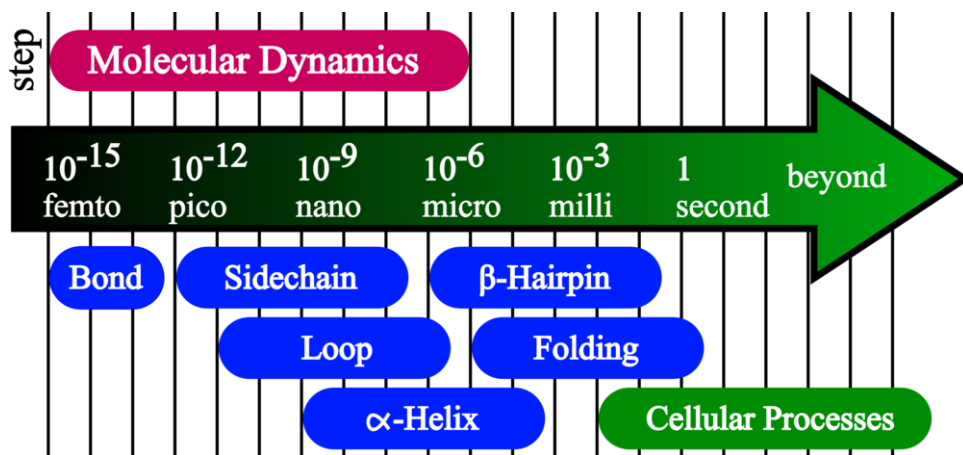 step
Molecular Dynamics
10⁻¹⁵ 10⁻¹² 10⁻⁹ 10⁻⁶ 10⁻³ 1
femto pico nano micro milli second beyond
Bond Sidechain β-Hairpin
Loop Folding
∝-Helix Cellular Processes